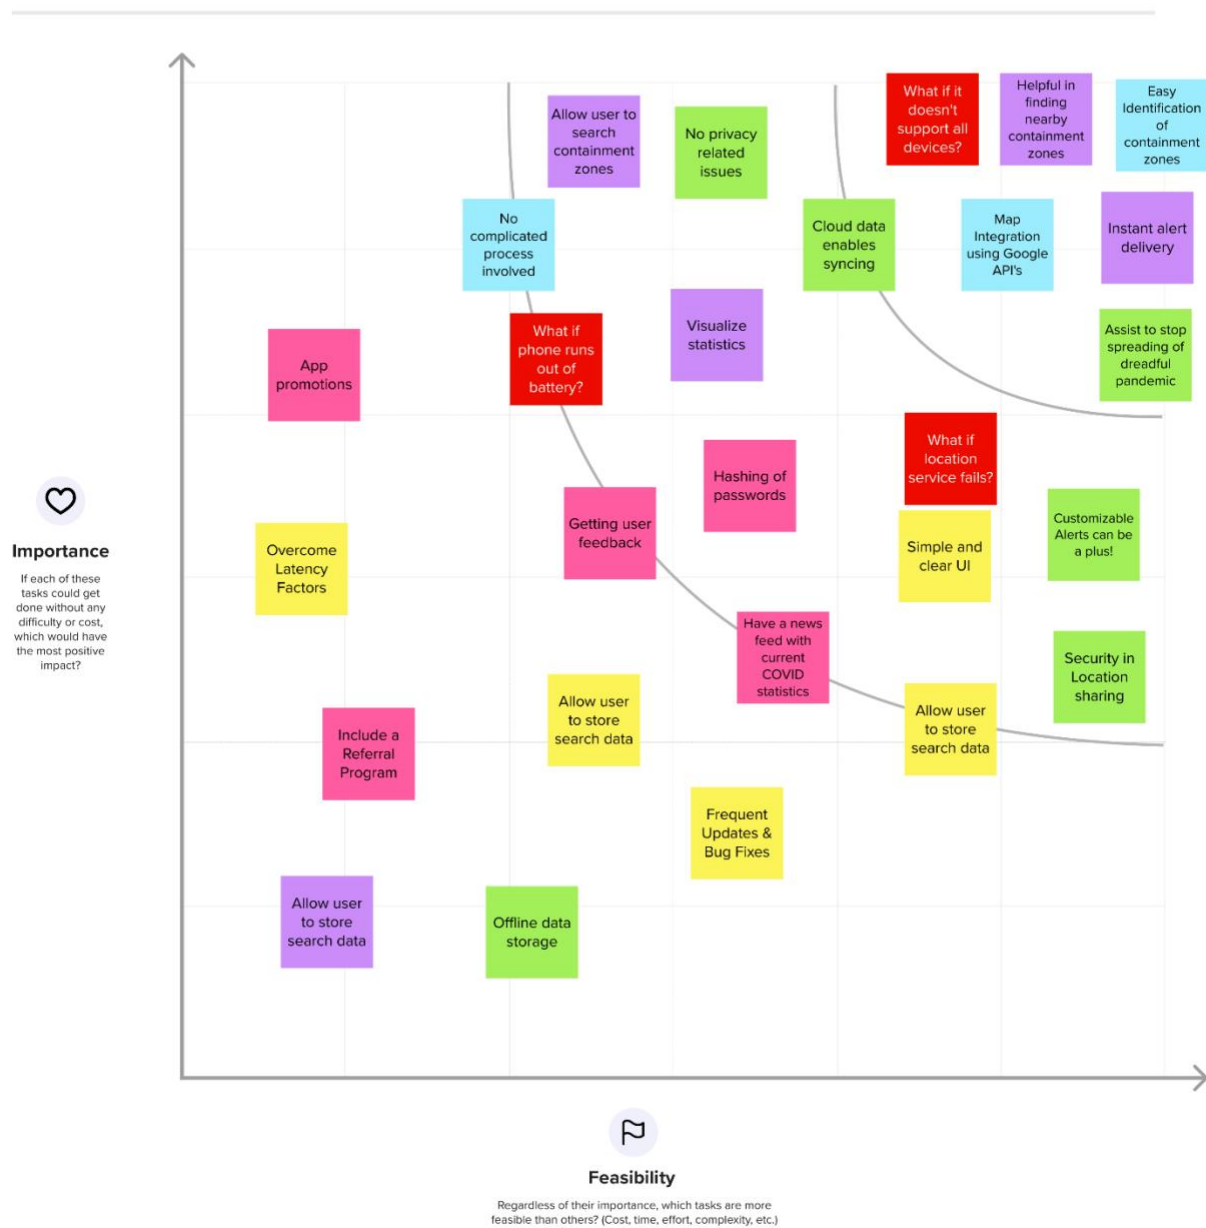 What if it
doesn't
support all
devices?
Helpful in
finding
nearby
containment
zones
Easy
Identification
of
containment
zones
Allow user to
search
containment
zones
No privacy
related
issues
No
complicated
process
involved
Cloud data
enables
syncing
Map
Integration
using Google
API's
Instant alert
delivery
What if
phone runs
out of
battery?
Visualize
statistics
Assist to stop
spreading of
dreadful
pandemic
App
promotions
What if
location
service fails?
Hashing of
passwords
Getting user
feedback
Customizable
Alerts can be
a plus!
Simple and
clear UI
Overcome
Latency
Factors
Importance
If each of these
tasks could get
done without any
difficulty or cost,
which would have
the most positive
impact?
Have a news
feed with
current
COVID
statistics
Security in
Location
sharing
Allow user
to store
search data
Allow user
to store
search data
Include a
Referral
Program
Frequent
Updates &
Bug Fixes
Allow user
to store
search data
Offline data
storage
Feasibility
Regardless of their importance, which tasks are more
feasible than others? (Cost, time, effort, complexity, etc.)